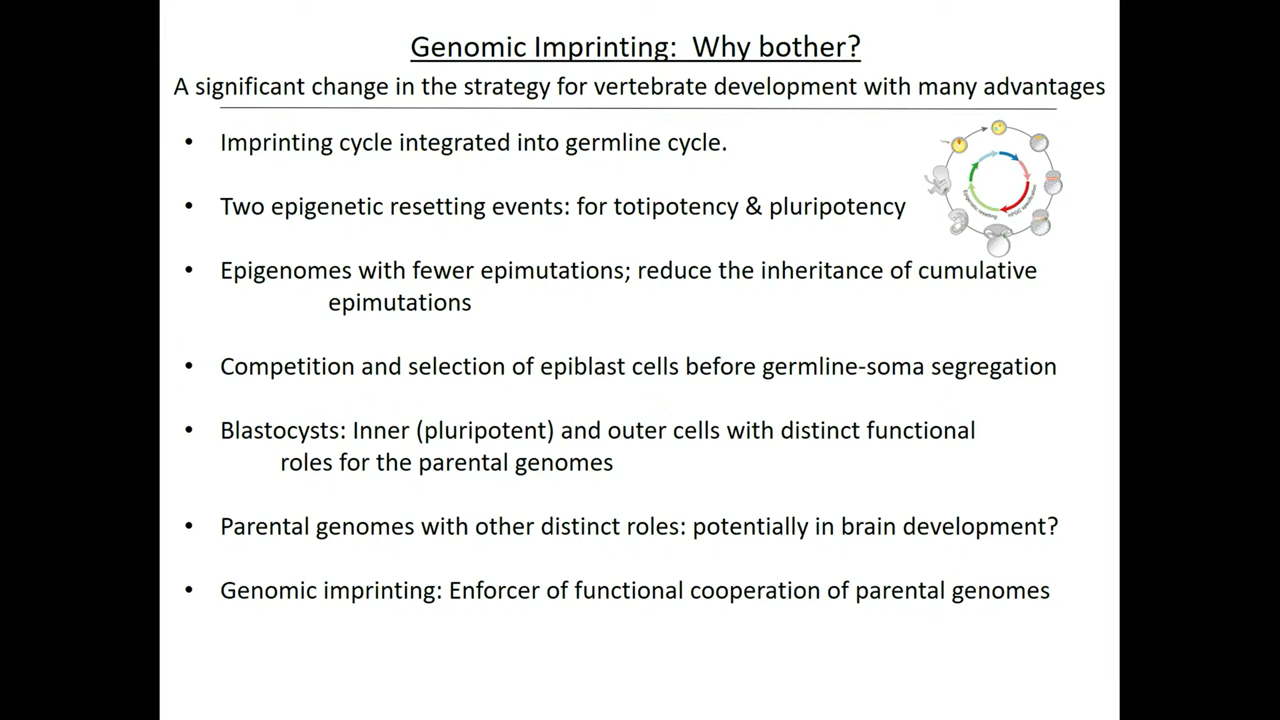 Genomic Imprinting: Why bother?
A significant change in the strategy for vertebrate development with many advantages
• Imprinting cycle integrated into germline cycle.
• Two epigenetic resetting events: for totipotency & pluripotency
Epigenetic resetting
hPGC specification
• Epigenomes with fewer epimutations; reduce the inheritance of cumulative
epimutations
• Competition and selection of epiblast cells before germline-soma segregation
• Blastocysts: Inner (pluripotent) and outer cells with distinct functional
roles for the parental genomes
• Parental genomes with other distinct roles: potentially in brain development?
• Genomic imprinting: Enforcer of functional cooperation of parental genomes